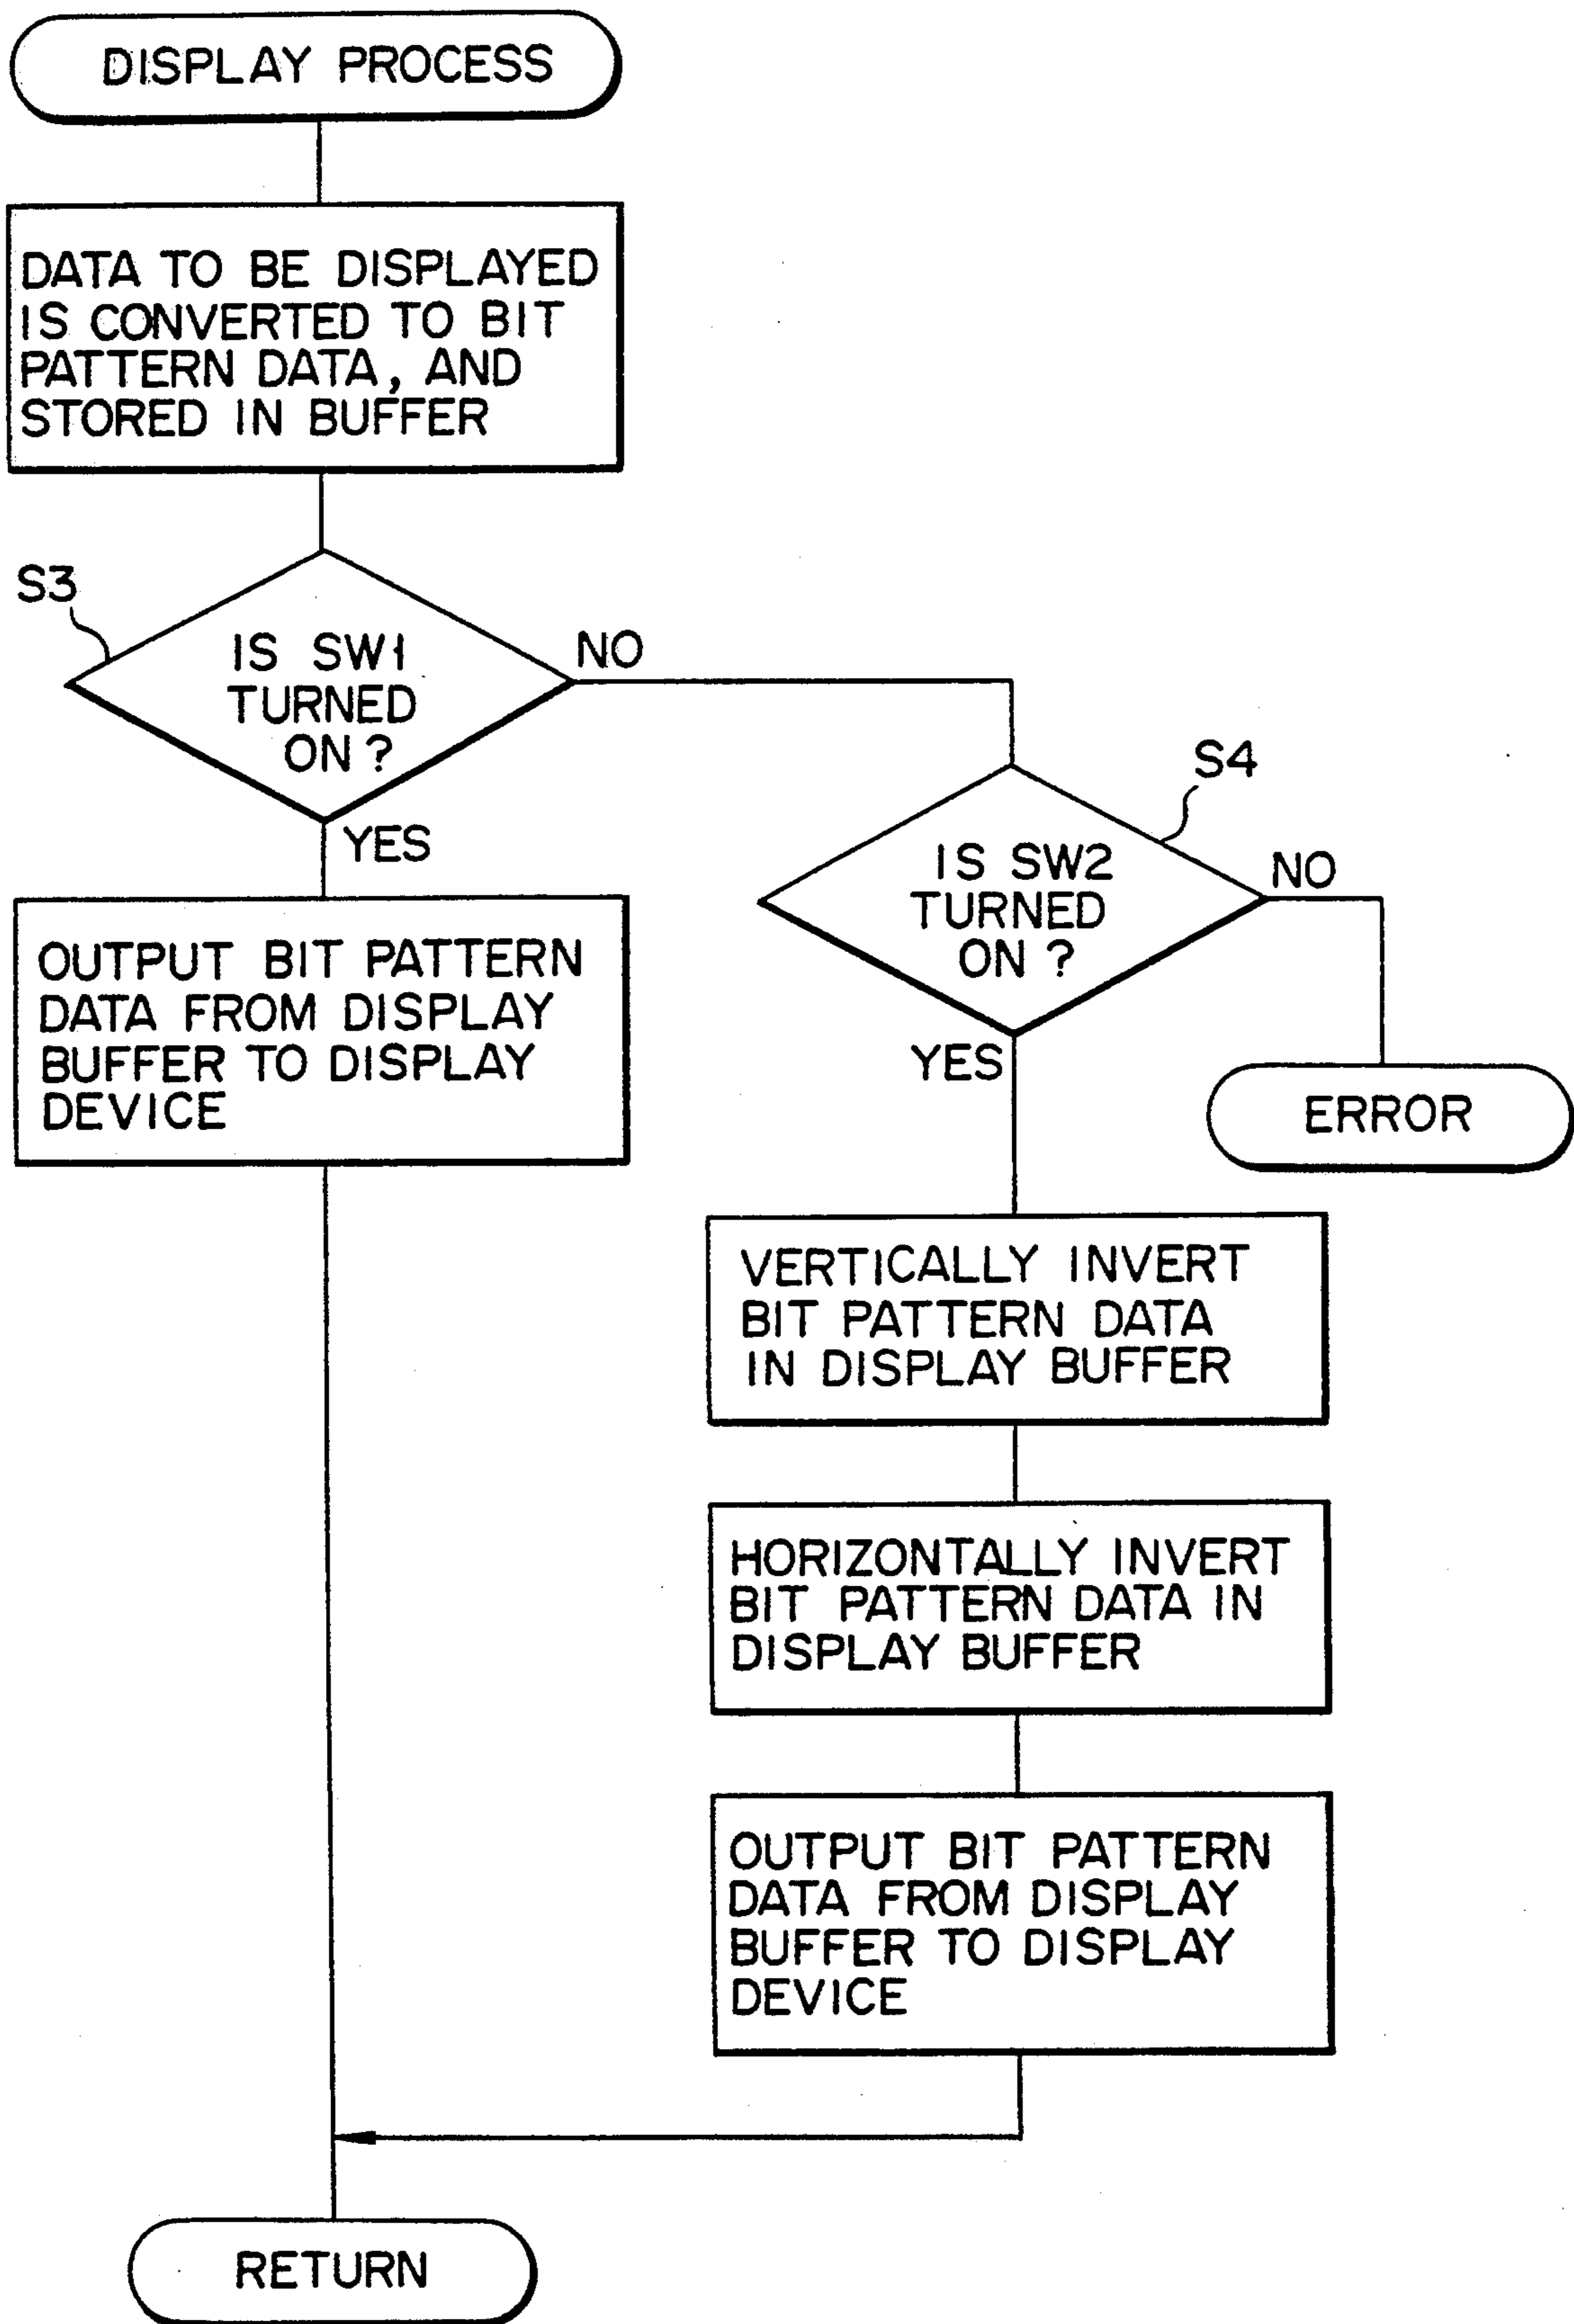 DISPLAY PROCESS
DATA TO BE DISPLAYED
IS CONVERTED TO BIT
PATTERN DATA, AND
STORED IN BUFFER
S3
IS SW1
TURNED
ON?
NO
YES
S4
IS SW2
TURNED
ON?
NO
YES
ERROR
OUTPUT BIT PATTERN
DATA FROM DISPLAY
BUFFER TO DISPLAY
DEVICE
VERTICALLY INVERT
BIT PATTERN DATA
IN DISPLAY BUFFER
HORIZONTALLY INVERT
BIT PATTERN DATA IN
DISPLAY BUFFER
OUTPUT BIT PATTERN
DATA FROM DISPLAY
BUFFER TO DISPLAY
DEVICE
RETURN